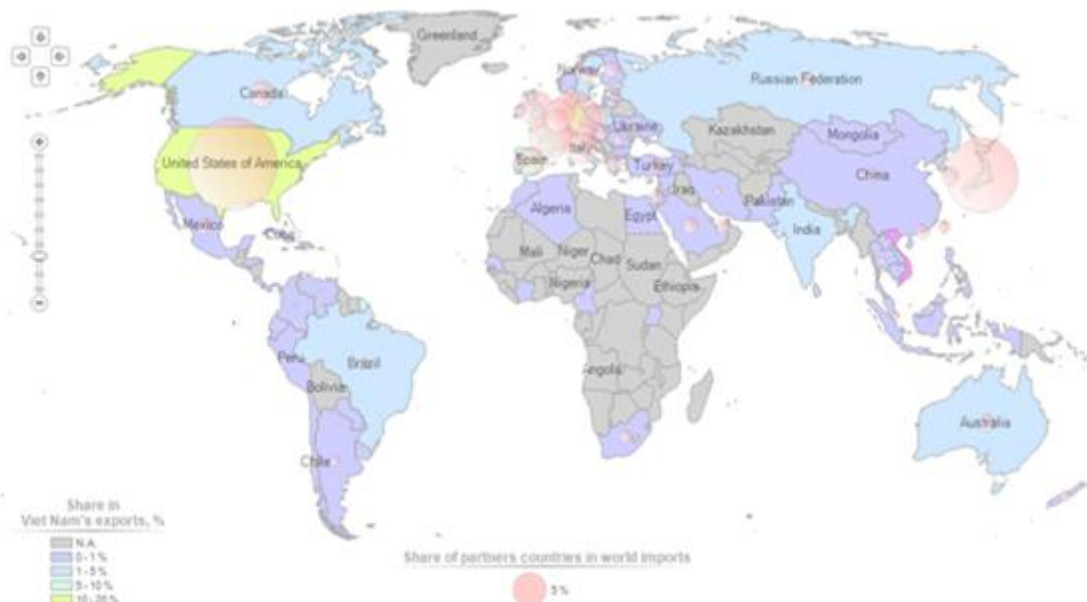 Greenland
Norway
Russian Federation
Canada
Ukraine
Kazakhstan
Mongolia
United States of America
Spain
Italy
Turkey
China
Iraq
Pakistan
Mexico
Cuba
Algeria
Egypt
India
Mali
Niger
Chad
Sudan
Nigeria
Ethiopia
Peru
Brazil
Bolivia
Angola
Chile
Australia
Share in
Viet Nam's exports, %
N.A.
0 - 1 %
1 - 5 %
5 - 10 %
10 - 25 %
Share of partners countries in world imports
5 %